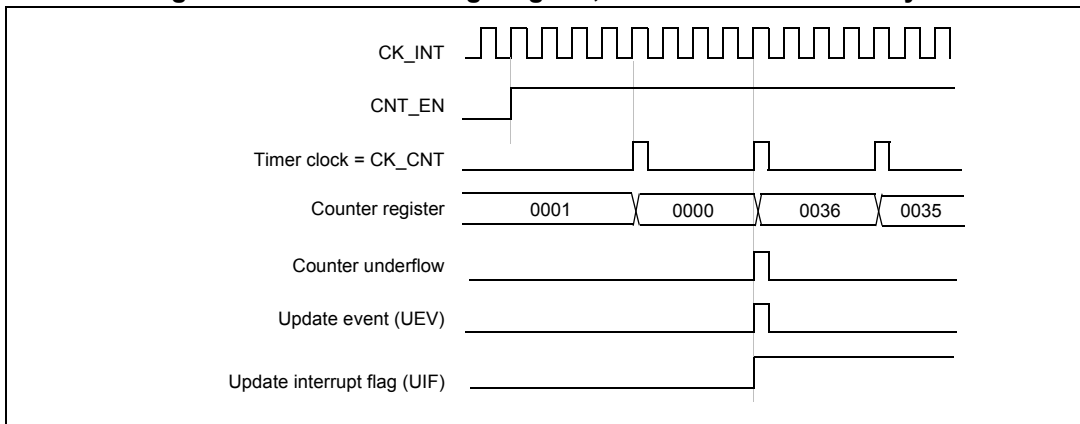 CK_INT
CNT_EN
Timer clock = CK_CNT
Counter register 0001 0000 0036 0035
Counter underflow
Update event (UEV)
Update interrupt flag (UIF)